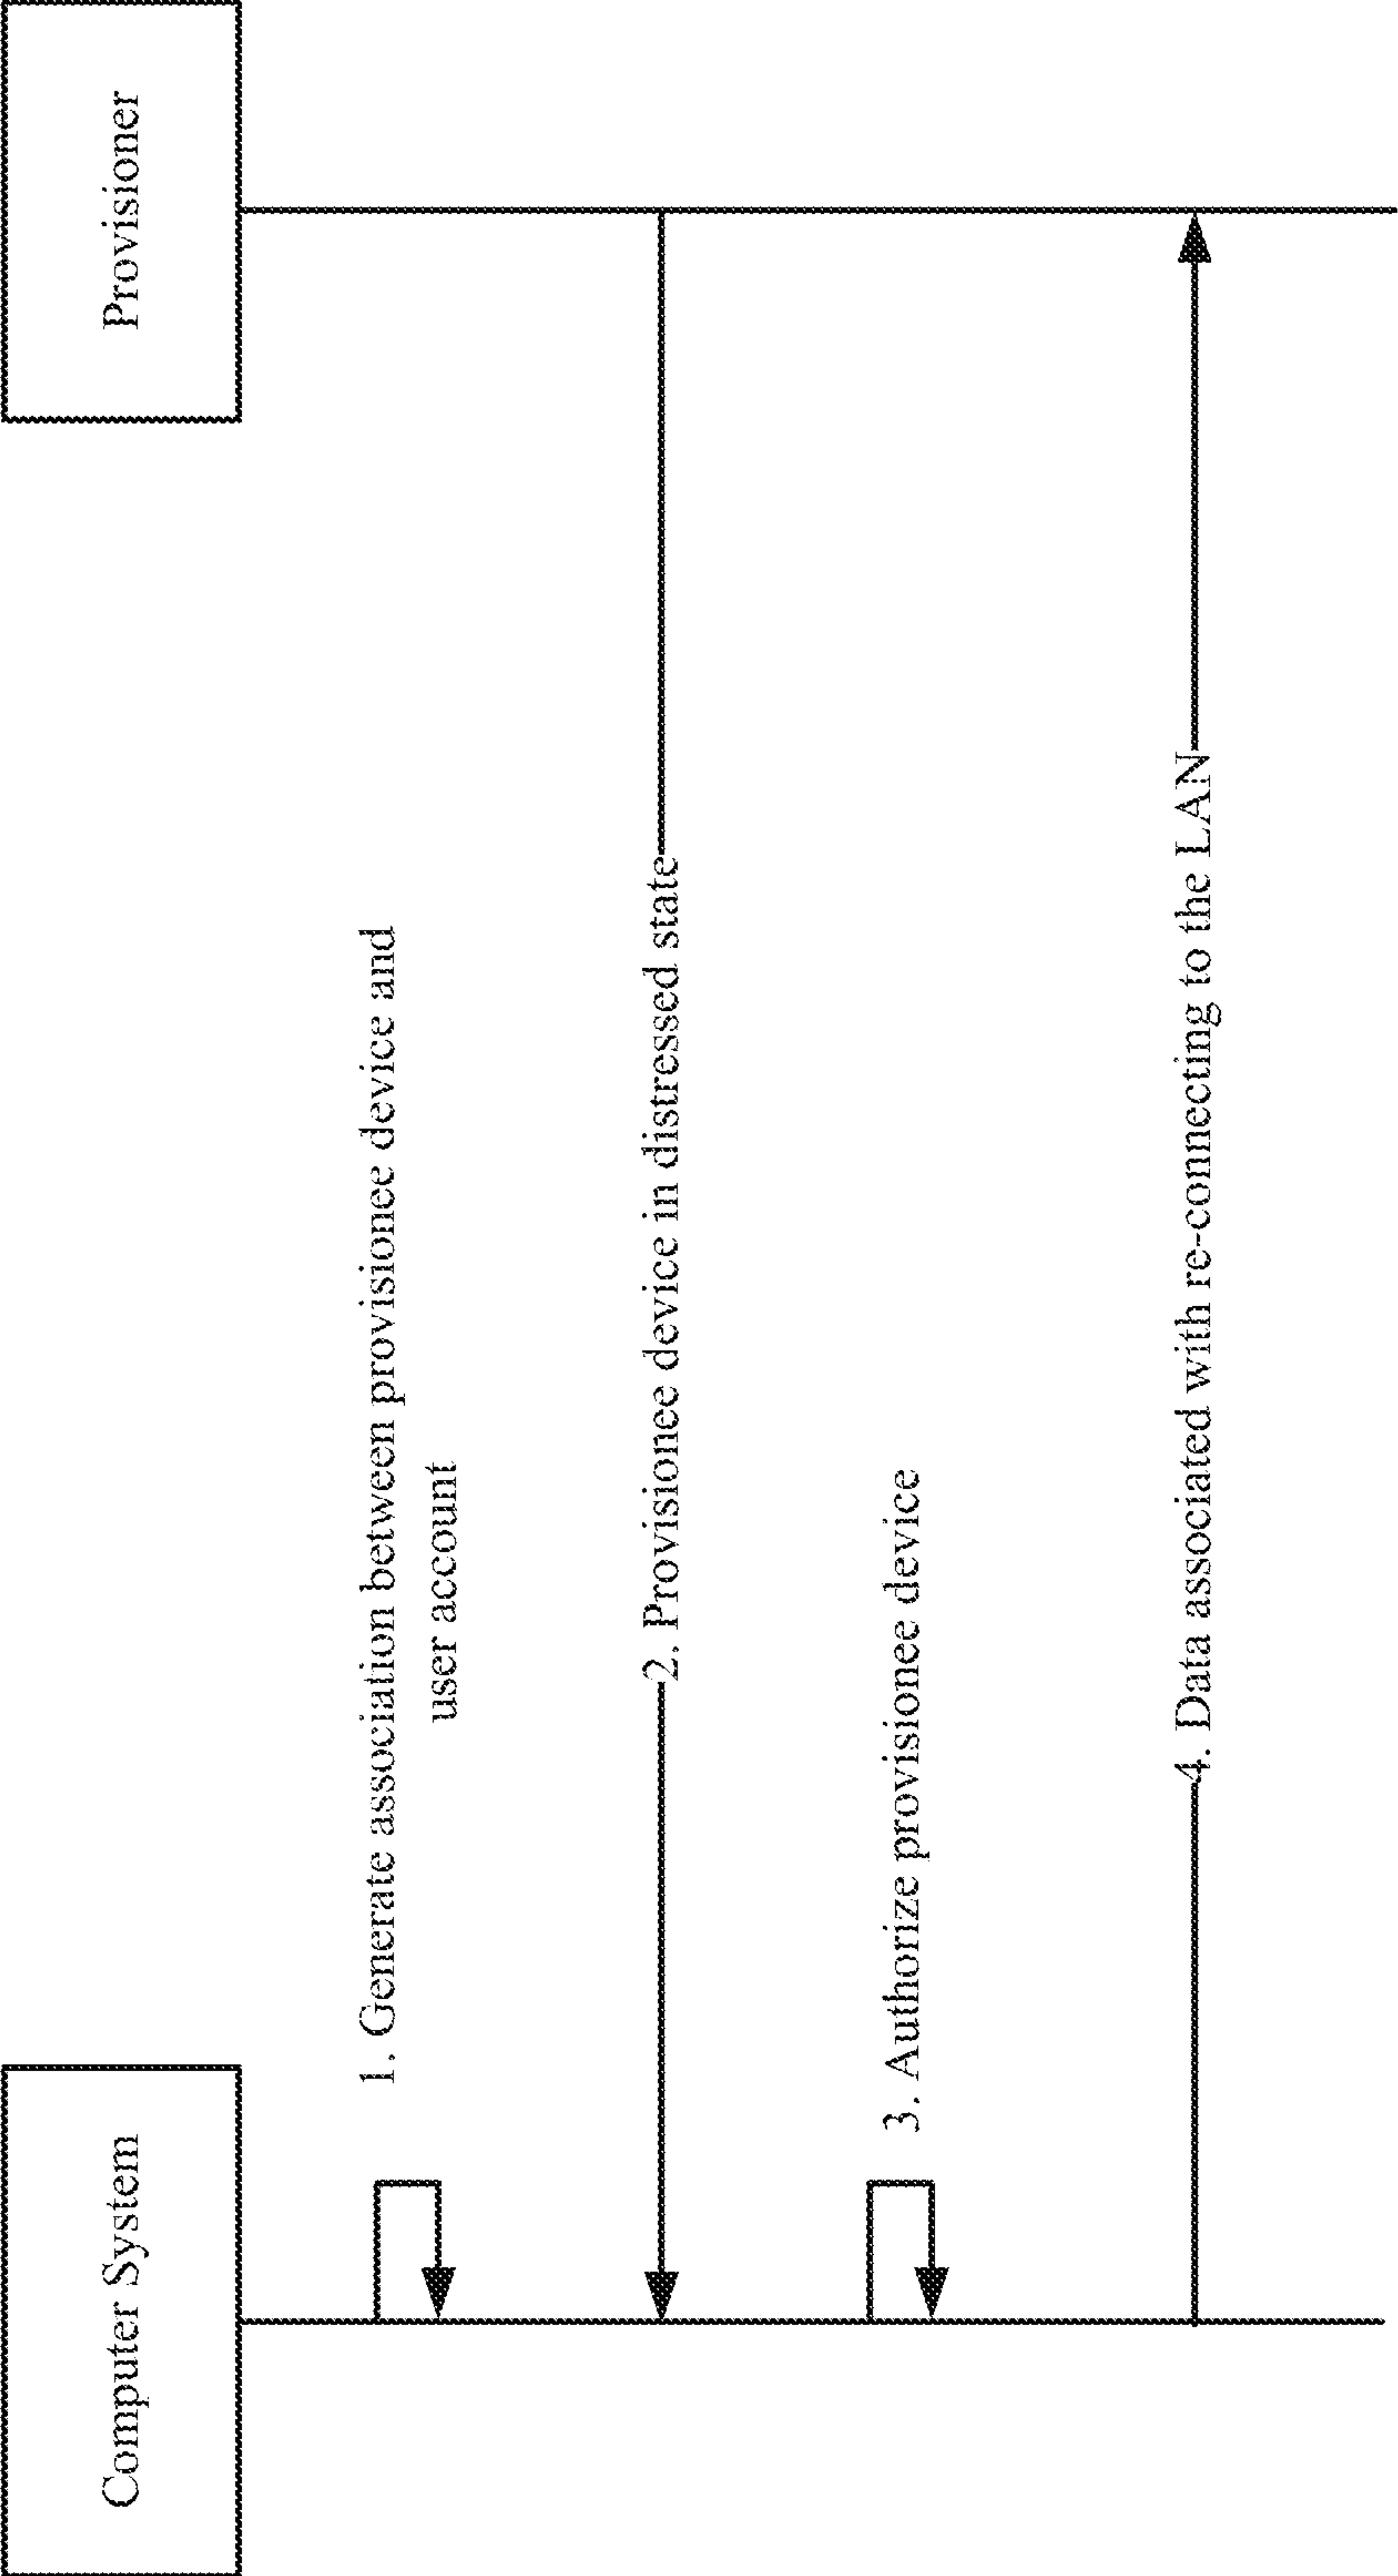 Computer System
Provisioner
1. Generate association between provisionee device and
user account
2. Provisionee device in distressed state
3. Authorize provisionee device
4. Data associated with re-connecting to the LAN